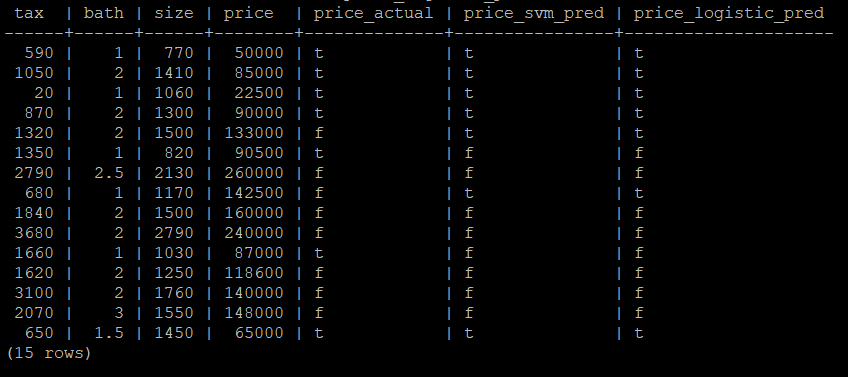 tax  | bath | size | price  | price_actual | price_svm_pred | price_logistic_pred
------+------+------+--------+--------------+----------------+---------------------
  590 |    1 |  770 |  50000 | t            | t              | t
 1050 |    2 | 1410 |  85000 | t            | t              | t
   20 |    1 | 1060 |  22500 | t            | t              | t
  870 |    2 | 1300 |  90000 | t            | t              | t
 1320 |    2 | 1500 | 133000 | f            | t              | t
 1350 |    1 |  820 |  90500 | t            | f              | f
 2790 |  2.5 | 2130 | 260000 | f            | f              | f
  680 |    1 | 1170 | 142500 | f            | t              | t
 1840 |    2 | 1500 | 160000 | f            | f              | f
 3680 |    2 | 2790 | 240000 | f            | f              | f
 1660 |    1 | 1030 |  87000 | t            | f              | f
 1620 |    2 | 1250 | 118600 | f            | f              | f
 3100 |    2 | 1760 | 140000 | f            | f              | f
 2070 |    3 | 1550 | 148000 | f            | f              | f
  650 |  1.5 | 1450 |  65000 | t            | t              | t
(15 rows)